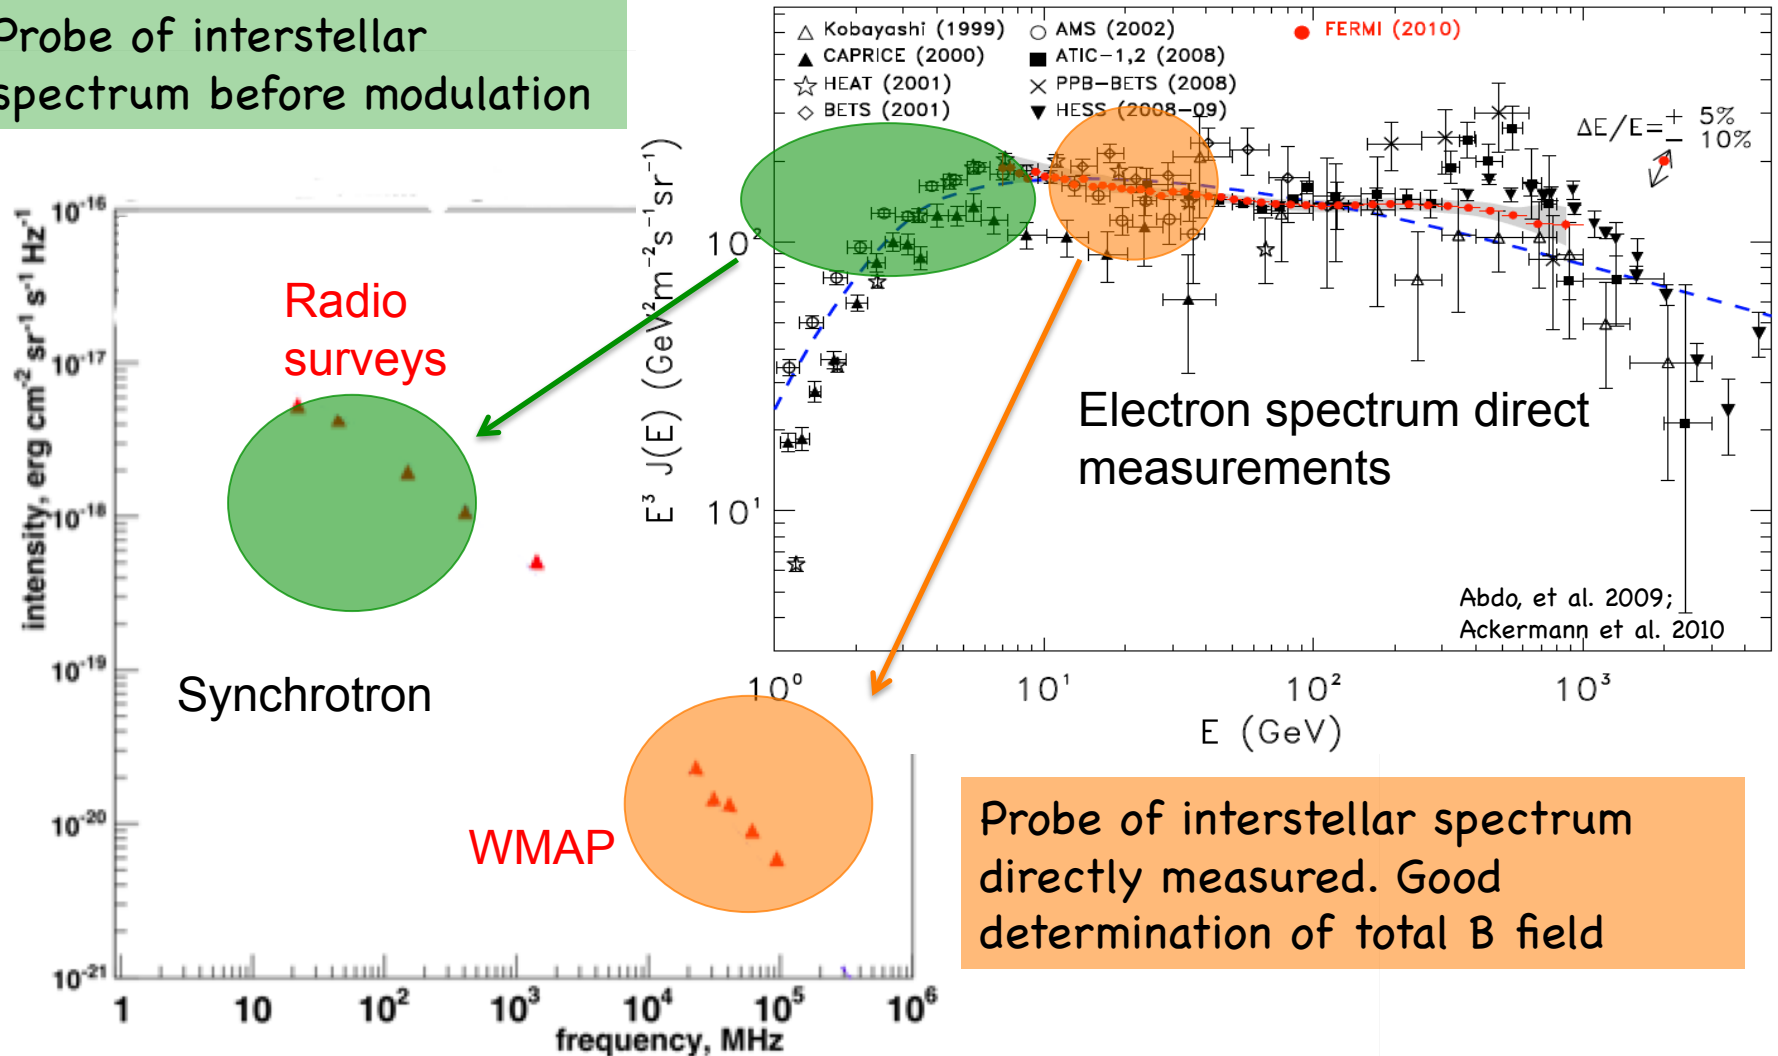 Probe of interstellar
spectrum before modulation
△ Kobayashi (1999)
▲ CAPRICE (2000)
☆ HEAT (2001)
◇ BETS (2001)
○ AMS (2002)
■ ATIC-1,2 (2008)
× PPB-BETS (2008)
▼ HESS (2008-09)
● FERMI (2010)
ΔE/E= + 5%
− 10%
E³ J(E) (GeV²m⁻²s⁻¹sr⁻¹)
10²
10¹
Electron spectrum direct
measurements
Abdo, et al. 2009;
Ackermann et al. 2010
10⁰ 10¹ 10² 10³
E (GeV)
intensity, erg cm⁻² sr⁻¹ s⁻¹ Hz⁻¹
10⁻¹⁶
10⁻¹⁷
10⁻¹⁸
10⁻¹⁹
10⁻²⁰
10⁻²¹
Radio
surveys
Synchrotron
WMAP
1 10 10² 10³ 10⁴ 10⁵ 10⁶
frequency, MHz
Probe of interstellar spectrum
directly measured. Good
determination of total B field